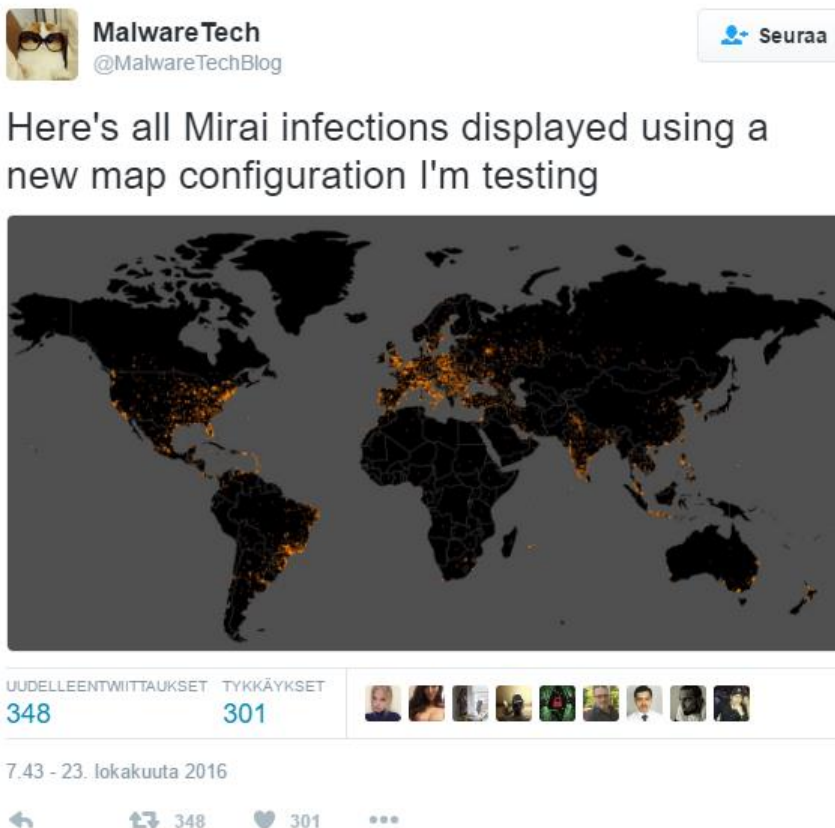 MalwareTech
@MalwareTechBlog
Seuraa
Here's all Mirai infections displayed using a
new map configuration I'm testing
UUDELLEENTWIITTAUKSET TYKKÄYKSET
348 301
7.43 - 23. lokakuuta 2016
348 301